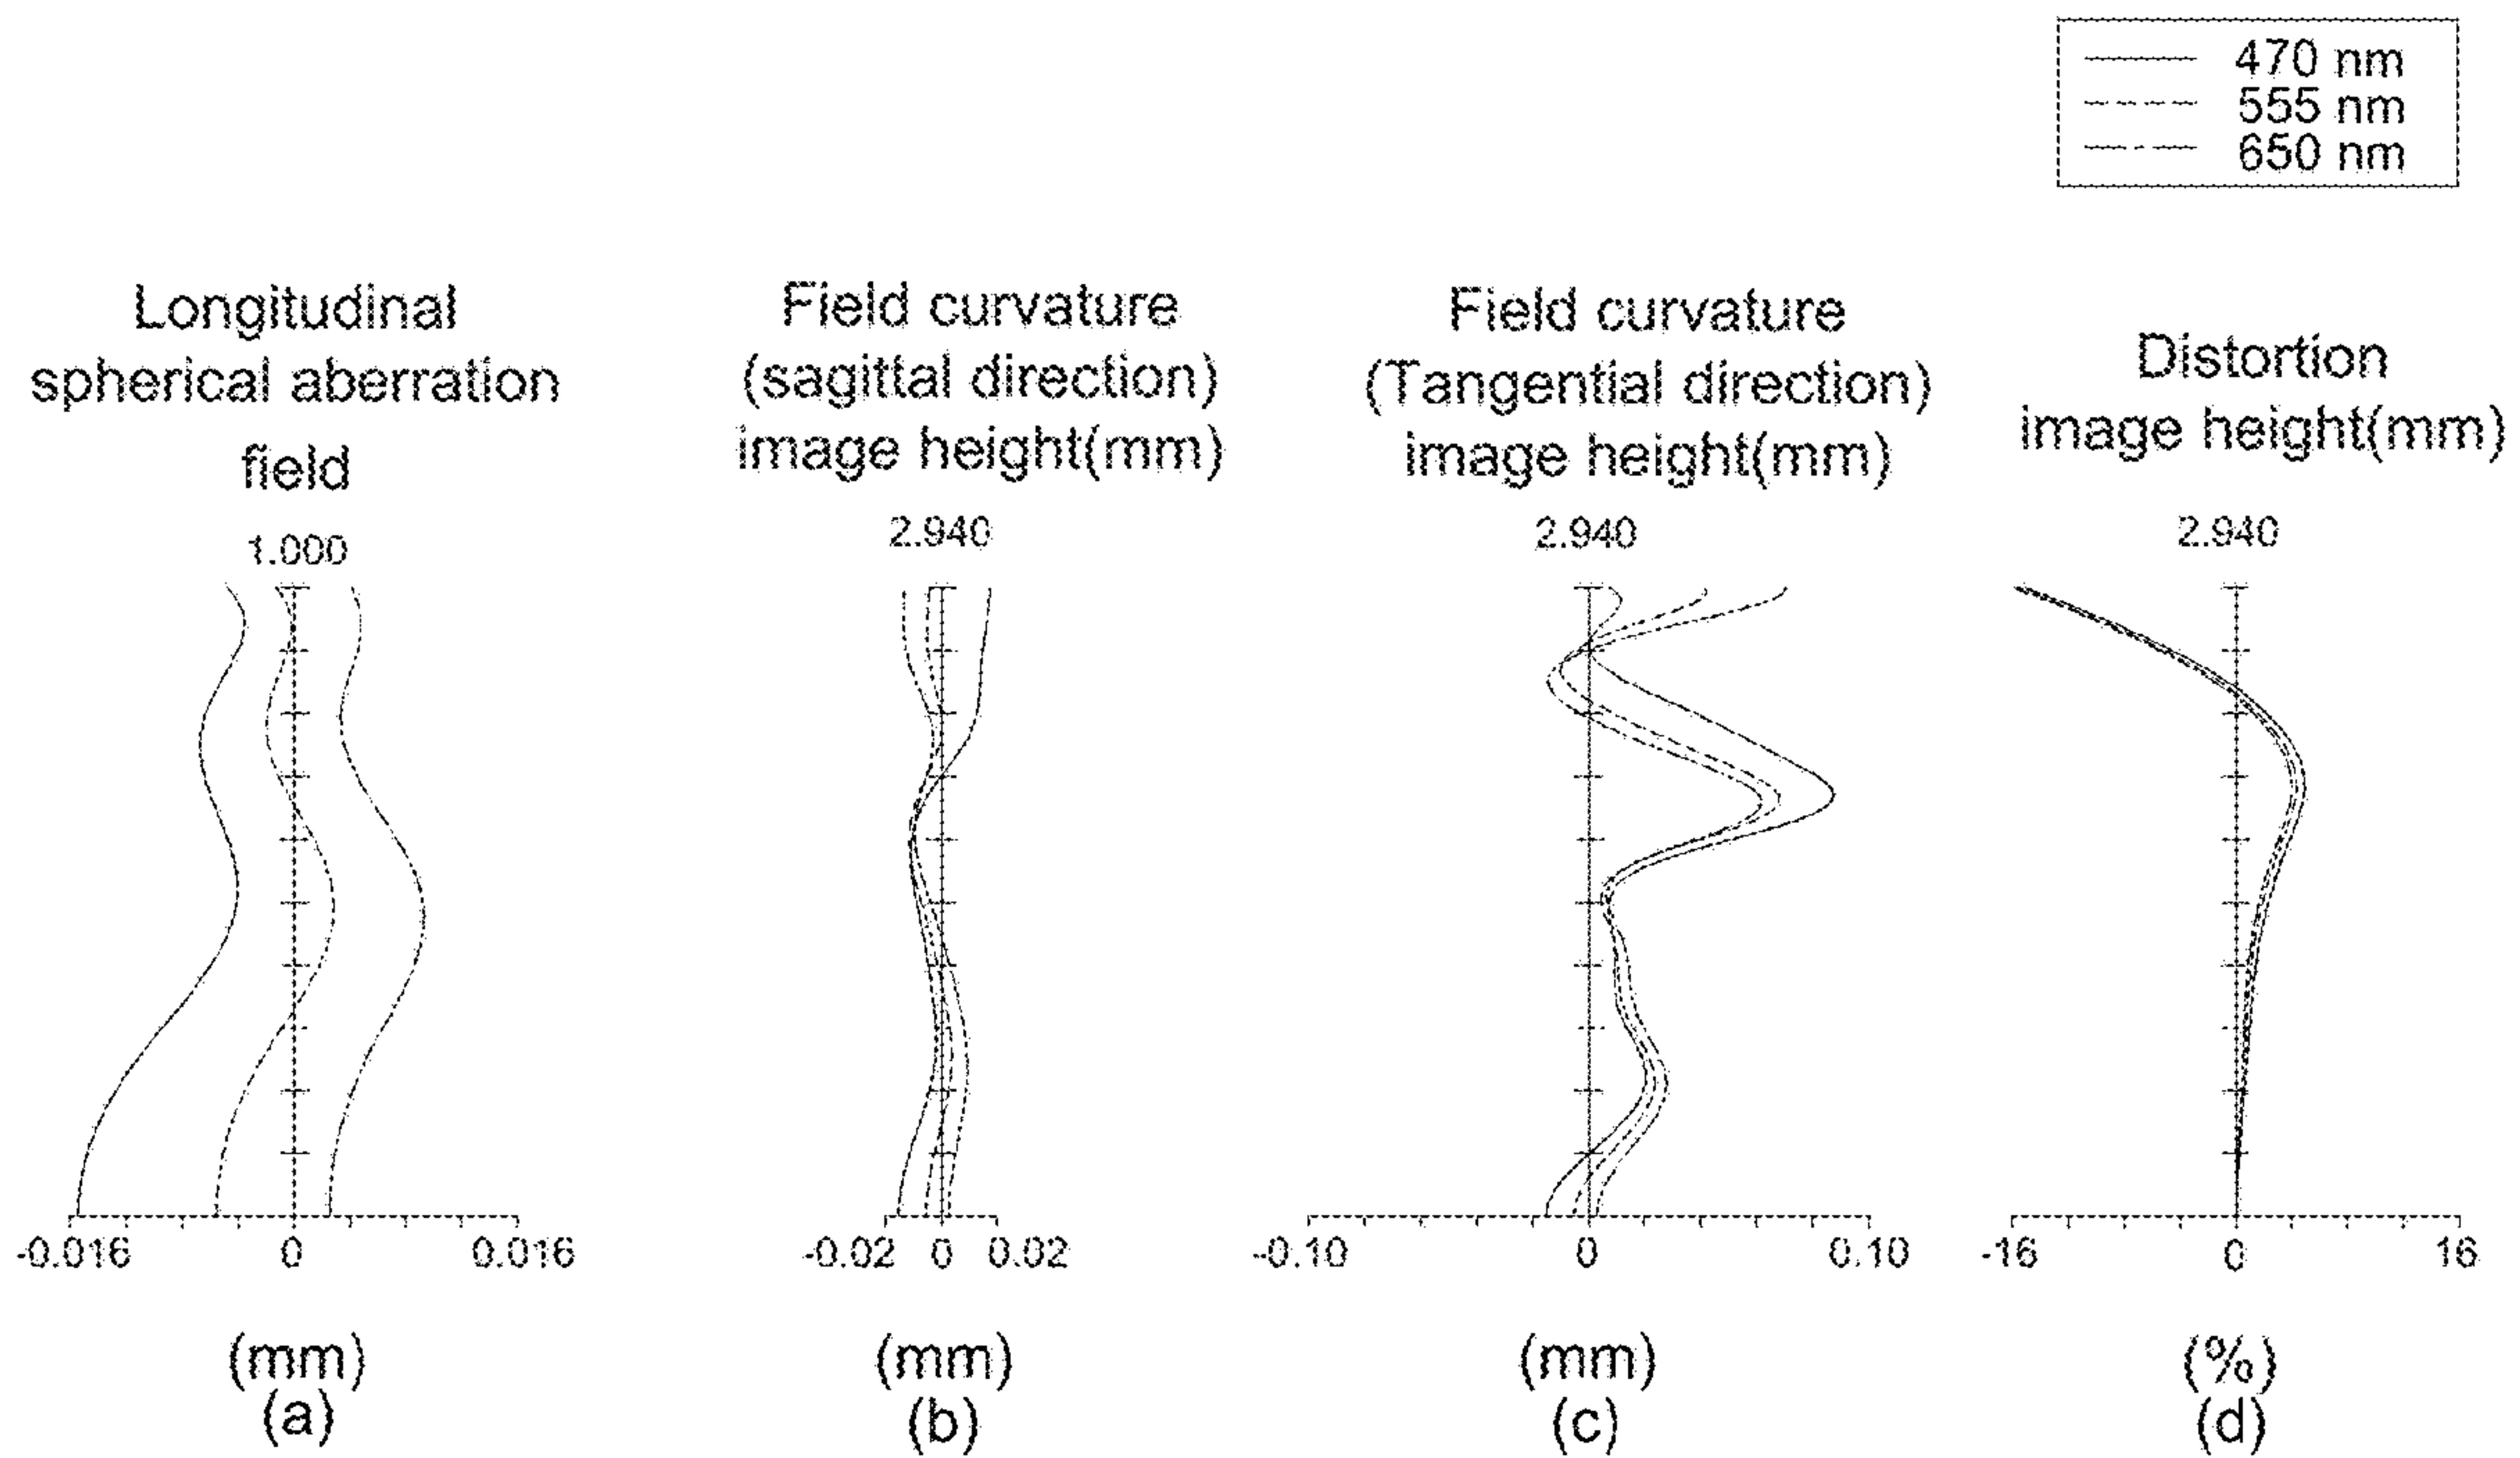 470 nm
555 nm
650 nm
Longitudinal
spherical aberration
field
1.000
-0.016 0 0.016
(mm)
(a)
Field curvature
(sagittal direction)
image height(mm)
2.940
-0.02 0 0.02
(mm)
(b)
Field curvature
(Tangential direction)
image height(mm)
2.940
-0.10 0 0.10
(mm)
(c)
Distortion
image height(mm)
2.940
-16 0 16
(%)
(d)